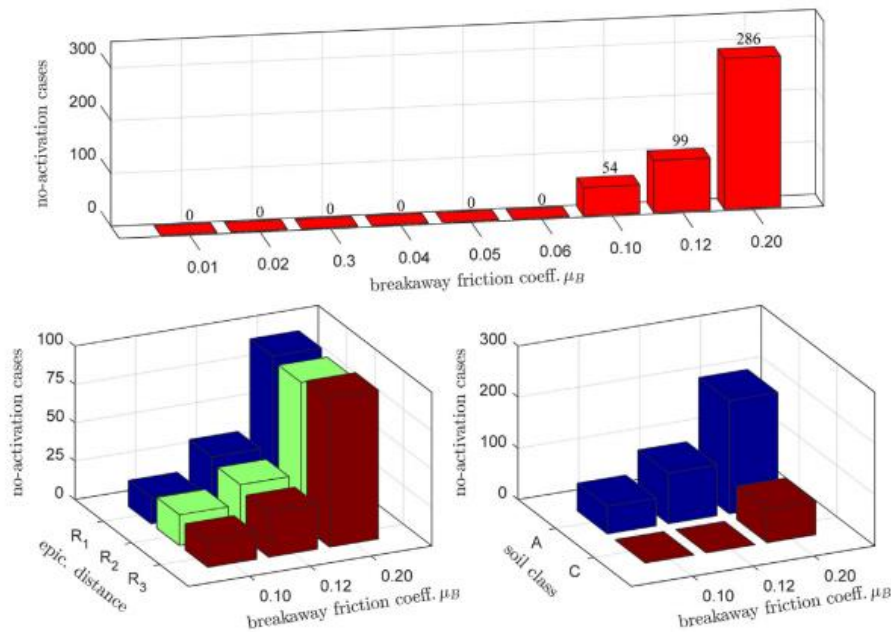 300
200
100
0
no-activation cases
0
0
0
0
0
0
54
99
286
0.01
0.02
0.3
0.04
0.05
0.06
0.10
0.12
0.20
breakaway friction coeff. μB
100
75
50
25
0
no-activation cases
R1
R2
R3
epic. distance
0.10
0.12
0.20
breakaway friction coeff. μB
300
200
100
0
no-activation cases
A
C
soil class
0.10
0.12
0.20
breakaway friction coeff. μB